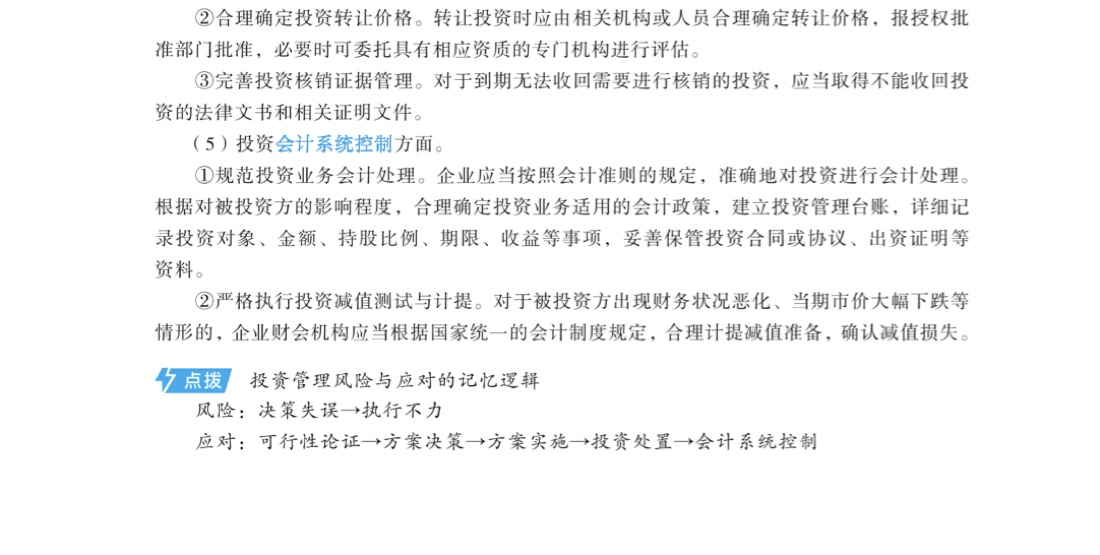 ②合理确定投资转让价格。转让投资时应由相关机构或人员合理确定转让价格，报授权批
准部门批准，必要时可委托具有相应资质的专门机构进行评估。
③完善投资核销证据管理。对于到期无法收回需要进行核销的投资，应当取得不能收回投
资的法律文书和相关证明文件。
（5）投资会计系统控制方面。
①规范投资业务会计处理。企业应当按照会计准则的规定，准确地对投资进行会计处理。
根据对被投资方的影响程度，合理确定投资业务适用的会计政策，建立投资管理台账，详细记
录投资对象、金额、持股比例、期限、收益等事项，妥善保管投资合同或协议、出资证明等
资料。
②严格执行投资减值测试与计提。对于被投资方出现财务状况恶化、当期市价大幅下跌等
情形的，企业财会机构应当根据国家统一的会计制度规定，合理计提减值准备，确认减值损失。
点拨 投资管理风险与应对的记忆逻辑
风险：决策失误→执行不力
应对：可行性论证→方案决策→方案实施→投资处置→会计系统控制